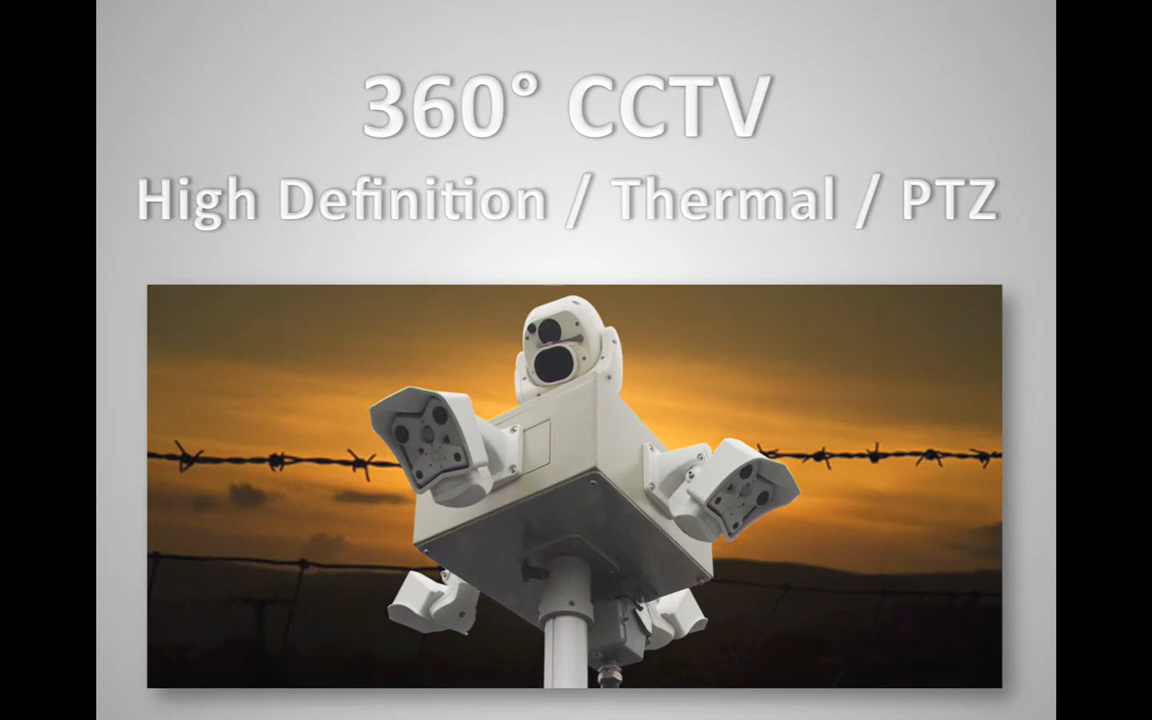 360° CCTV
High Definition / Thermal / PTZ